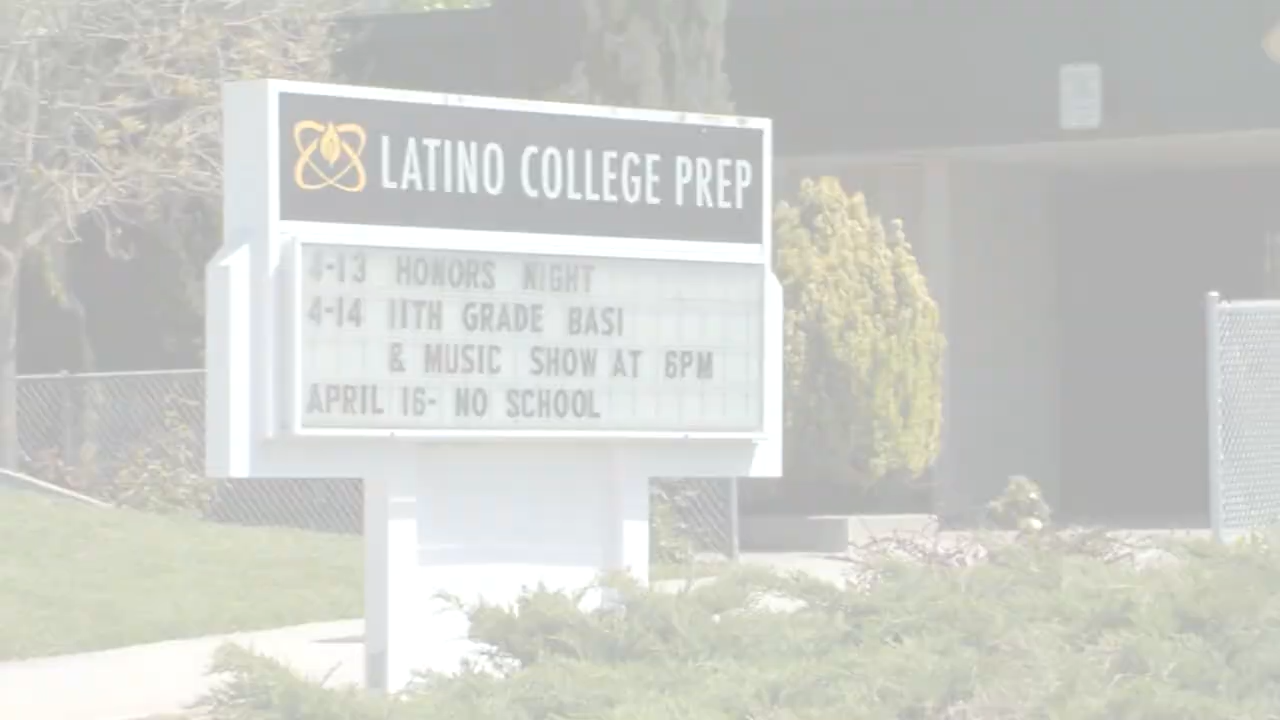 LATINO COLLEGE PREP
4-13 HONORS NIGHT
4-14 11TH GRADE BASI
& MUSIC SHOW AT 6PM
APRIL 16- NO SCHOOL